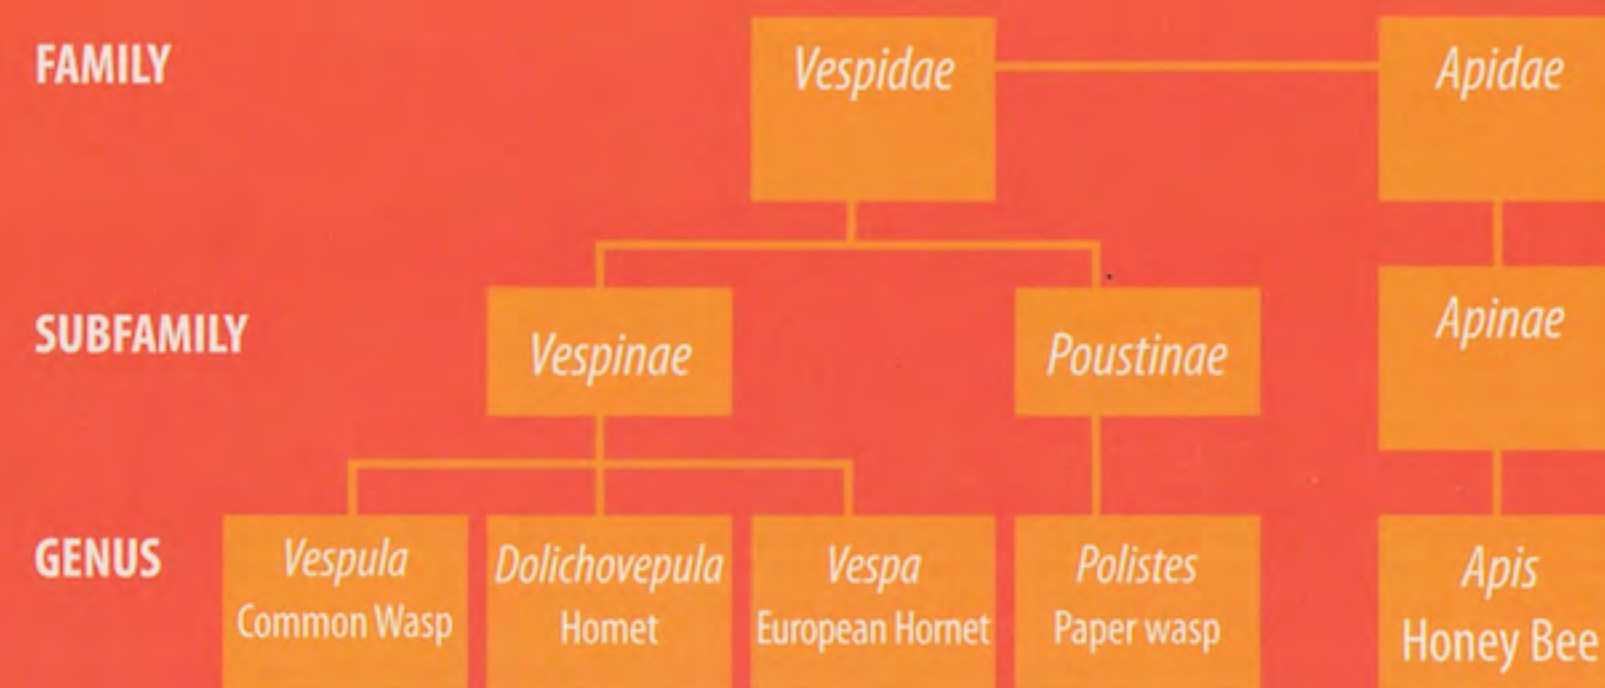 FAMILY
Vespidae
Apidae
SUBFAMILY
Vespinae
Poustinae
Apinae
GENUS
Vespula
Common Wasp
Dolichovepula
Homet
Vespa
European Hornet
Polistes
Paper wasp
Apis
Honey Bee